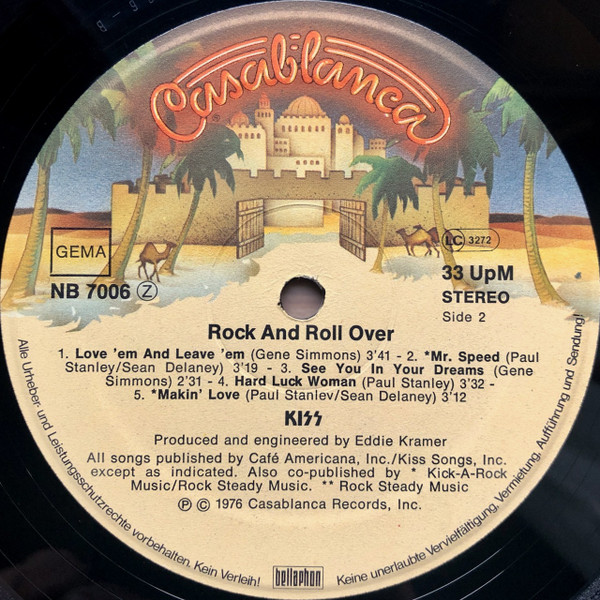 Casablanca
GEMA
NB 7006 Z
LC 3272
33 UpM
STEREO
Side 2
Rock And Roll Over
1. Love 'em And Leave 'em (Gene Simmons) 3'41 - 2. *Mr. Speed (Paul
Stanley/Sean Delaney) 3'19 - 3. See You In Your Dreams (Gene
Simmons) 2'31 - 4. Hard Luck Woman (Paul Stanley) 3'32 -
5. *Makin' Love (Paul Stanley/Sean Delaney) 3'12
KISS
Produced and engineered by Eddie Kramer
All songs published by Café Americana, Inc./Kiss Songs, Inc.
except as indicated. Also co-published by * Kick-A-Rock
Music/Rock Steady Music. ** Rock Steady Music
℗ © 1976 Casablanca Records, Inc.
Alle Urheber- und Leistungsschutzrechte vorbehalten. Kein Verleih!
bellaphon
Keine unerlaubte Vervielfältigung, Vermietung, Aufführung und Sendung!